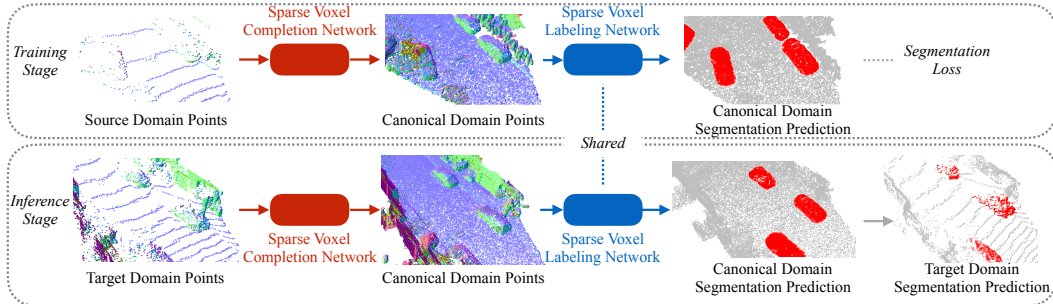 Training
Stage
Sparse Voxel
Completion Network
Sparse Voxel
Labeling Network
Segmentation
Loss
Source Domain Points
Canonical Domain Points
Canonical Domain
Segmentation Prediction
Shared
Inference
Stage
Sparse Voxel
Completion Network
Sparse Voxel
Labeling Network
Target Domain Points
Canonical Domain Points
Canonical Domain
Segmentation Prediction
Target Domain
Segmentation Prediction